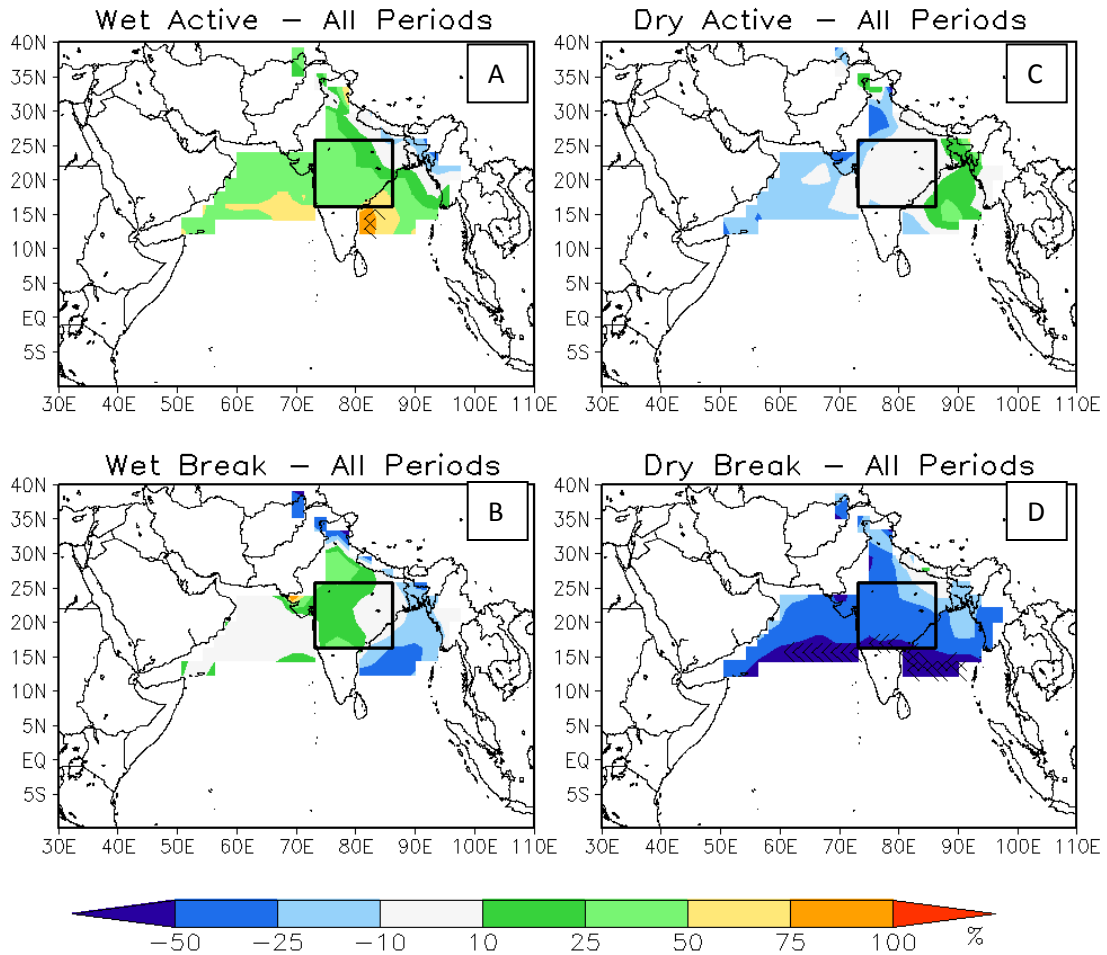 Wet Active – All Periods
Dry Active – All Periods
40N
35N
30N
25N
20N
15N
10N
5N
EQ
5S
A
40N
35N
30N
25N
20N
15N
10N
5N
EQ
5S
C
30E 40E 50E 60E 70E 80E 90E 100E 110E
30E 40E 50E 60E 70E 80E 90E 100E 110E
Wet Break – All Periods
Dry Break – All Periods
40N
35N
30N
25N
20N
15N
10N
5N
EQ
5S
B
40N
35N
30N
25N
20N
15N
10N
5N
EQ
5S
D
30E 40E 50E 60E 70E 80E 90E 100E 110E
30E 40E 50E 60E 70E 80E 90E 100E 110E
−50 −25 −10 10 25 50 75 100 %